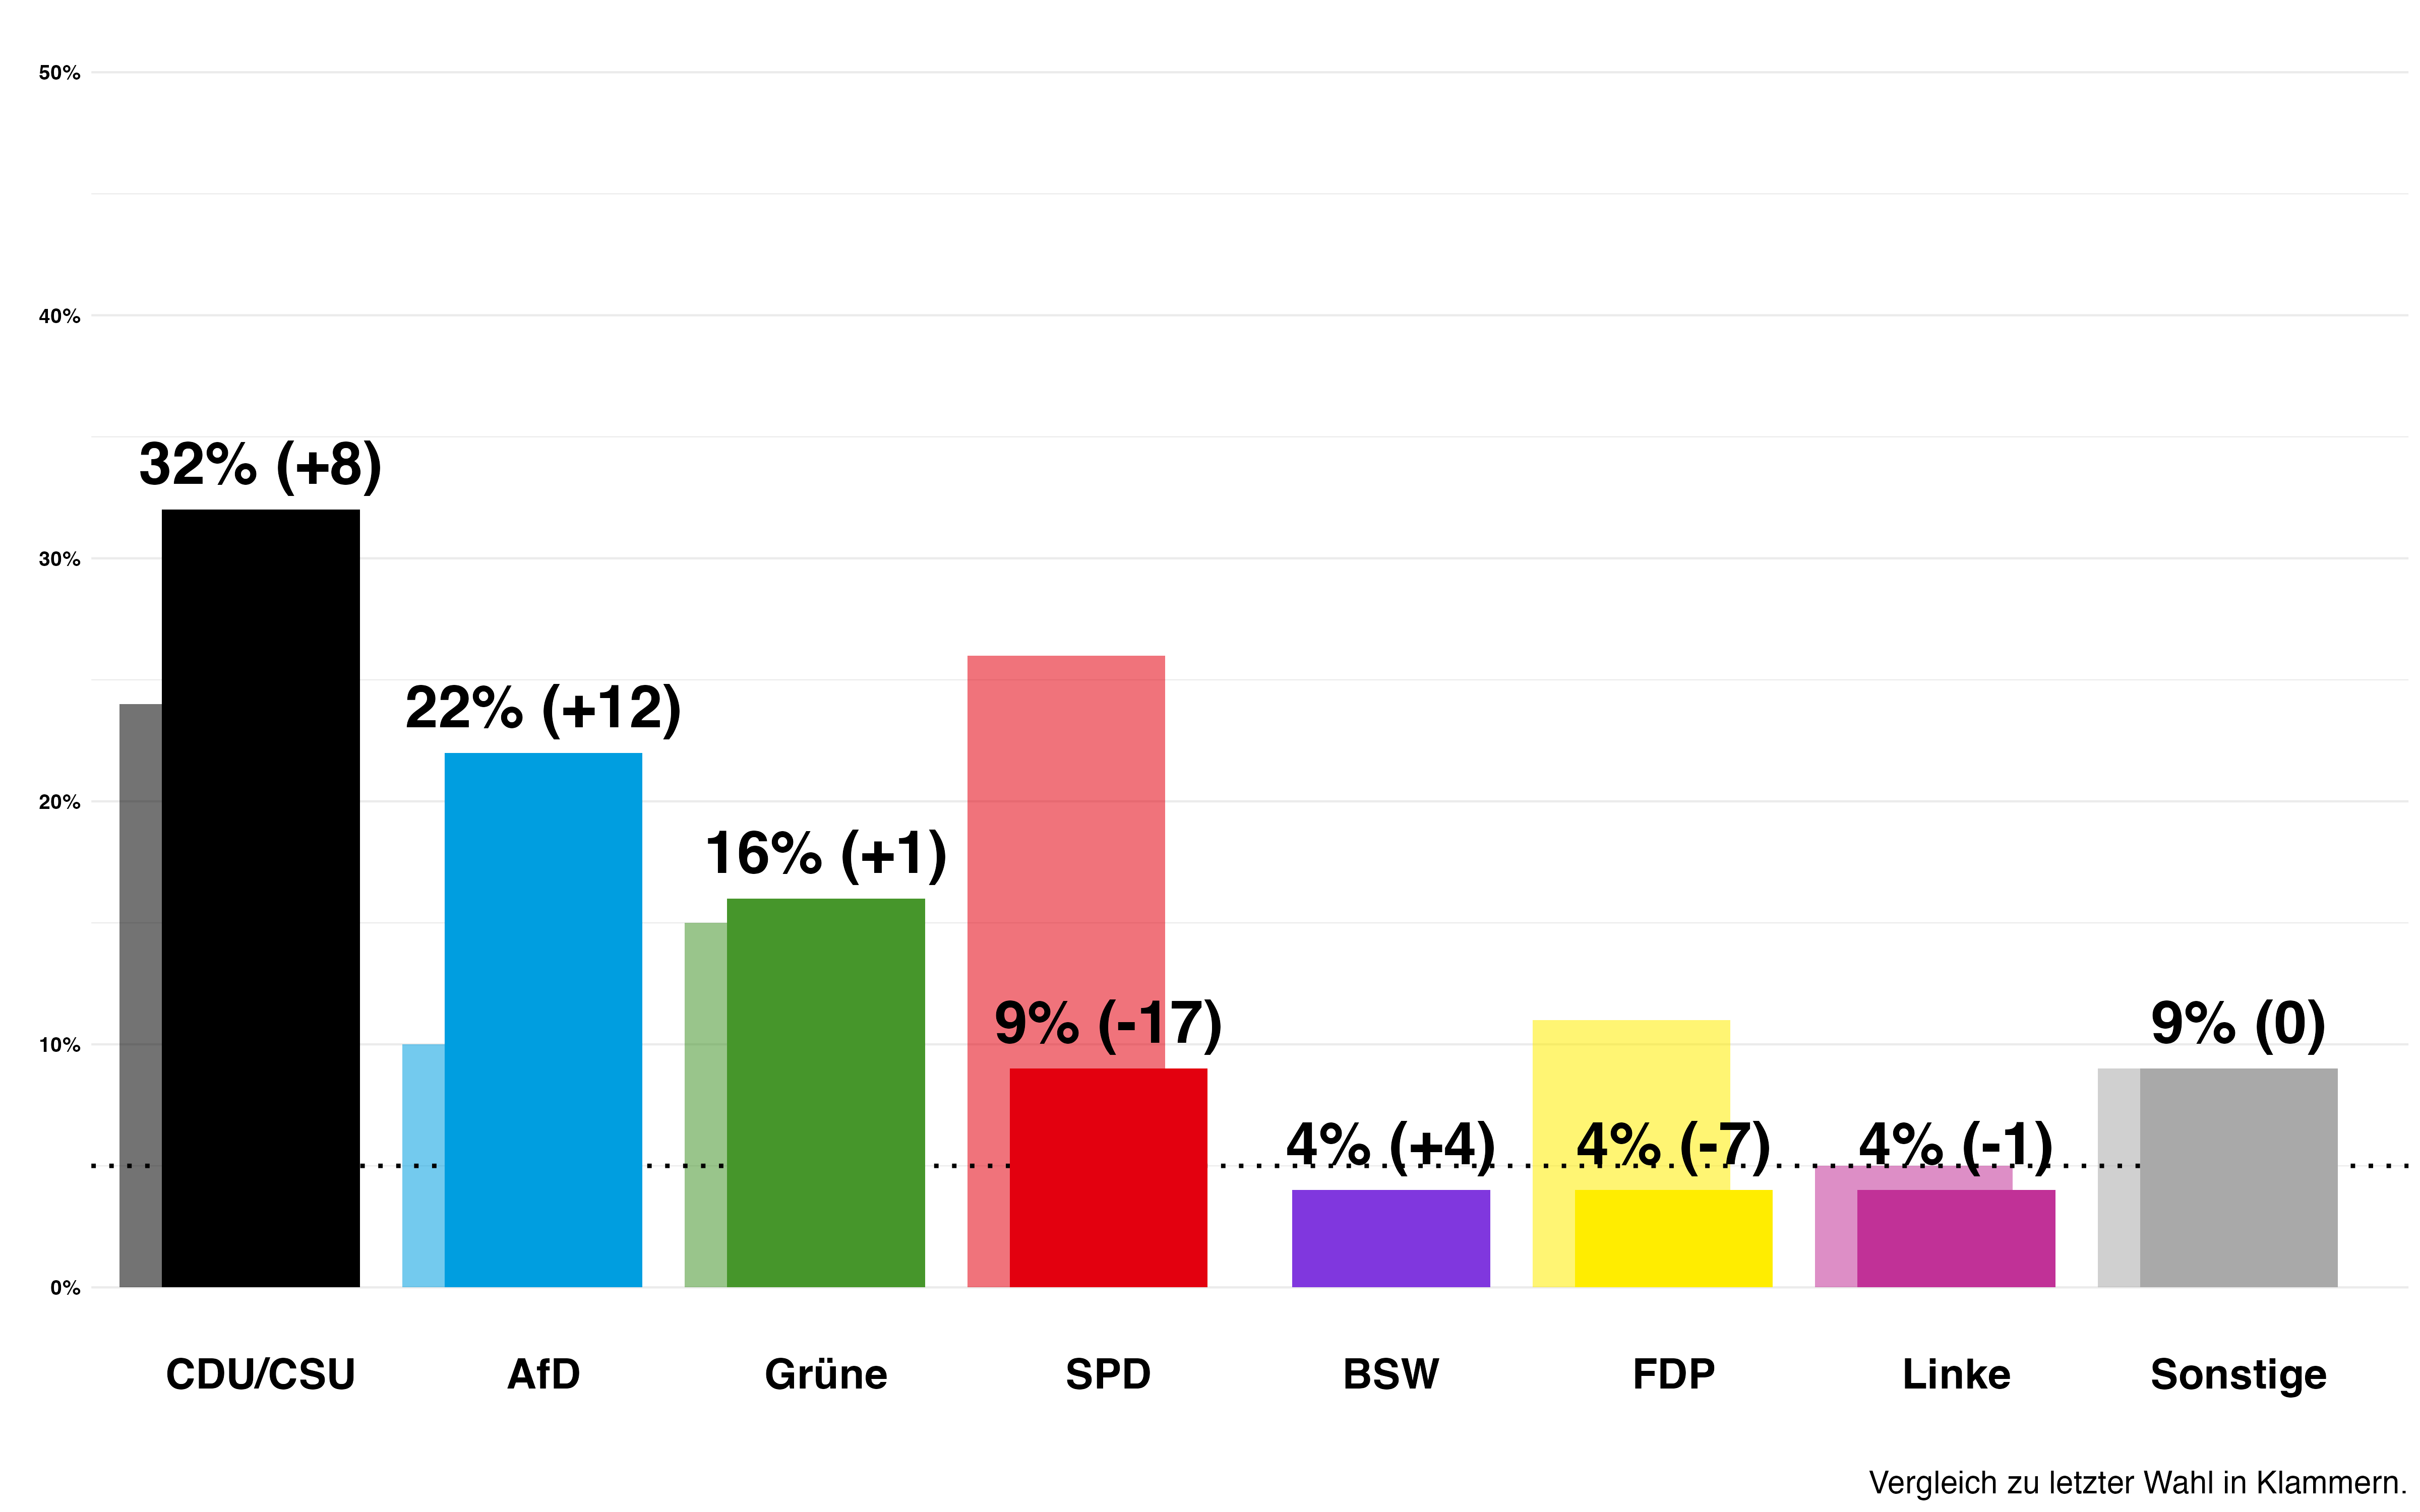 50%
40%
30%
20%
10%
0%
32% (+8)
22% (+12)
16% (+1)
9% (-17)
4% (+4)
4% (-7)
4% (-1)
9% (0)
CDU/CSU
AfD
Grüne
SPD
BSW
FDP
Linke
Sonstige
Vergleich zu letzter Wahl in Klammern.